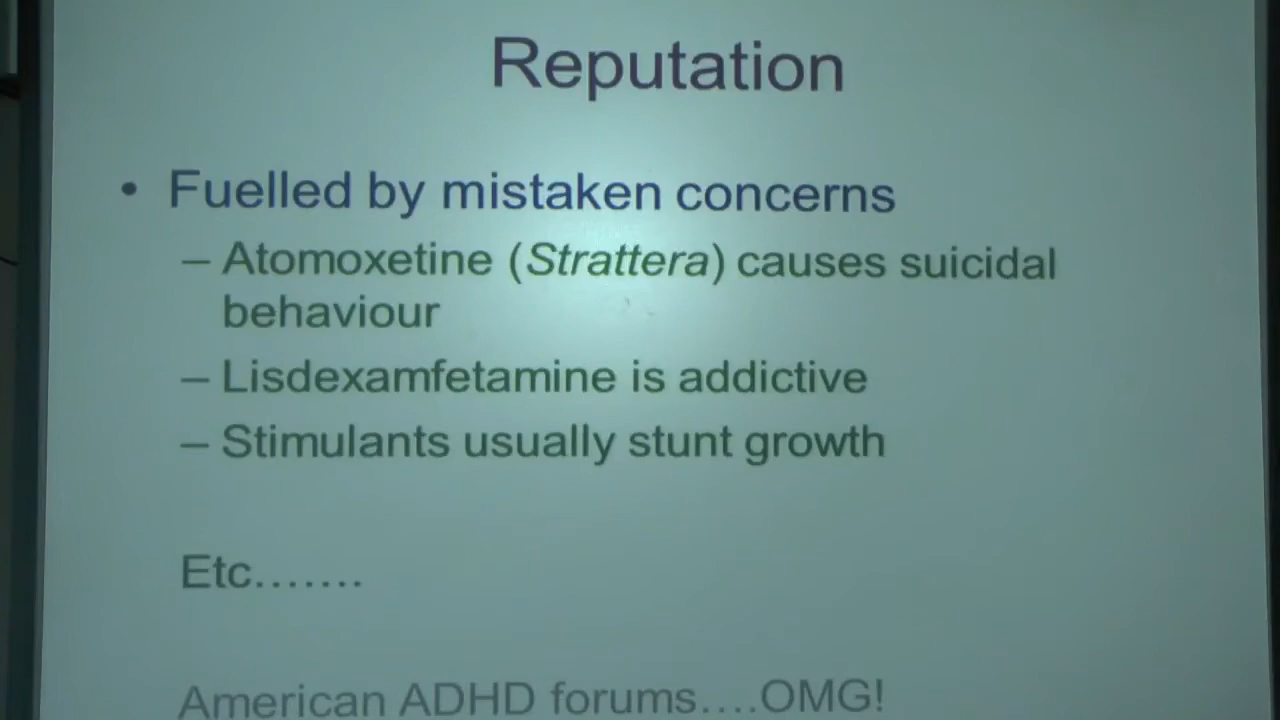 Reputation
• Fuelled by mistaken concerns
– Atomoxetine (Strattera) causes suicidal
behaviour
– Lisdexamfetamine is addictive
– Stimulants usually stunt growth
Etc…….
American ADHD forums….OMG!